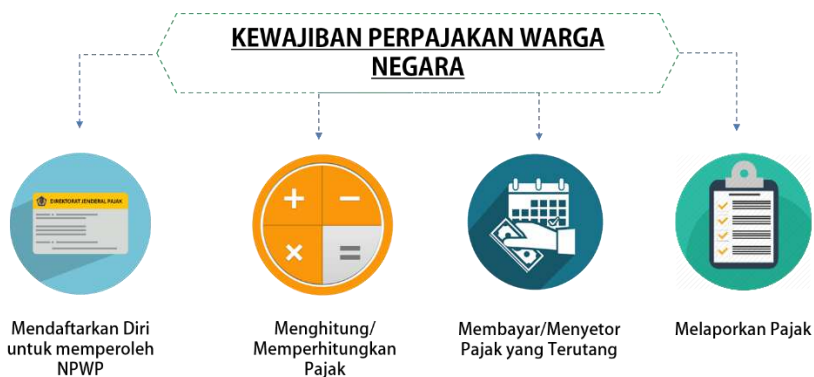 KEWAJIBAN PERPAJAKAN WARGA
NEGARA
DIREKTORAT JENDERAL PAJAK
Mendaftarkan Diri
untuk memperoleh
NPWP
Menghitung/
Memperhitungkan
Pajak
Membayar/Menyetor
Pajak yang Terutang
Melaporkan Pajak